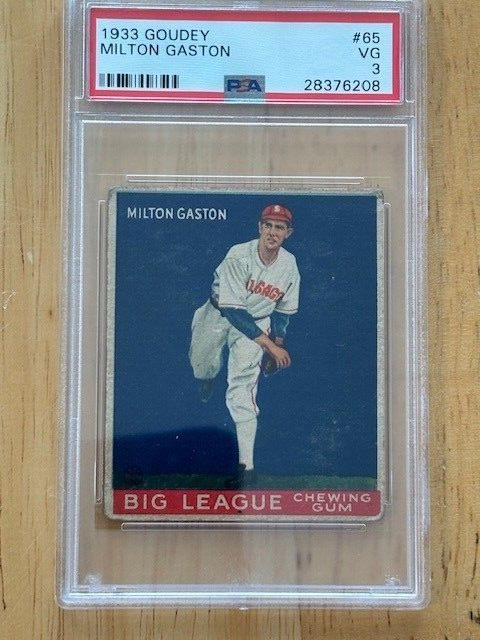 1933 GOUDEY
MILTON GASTON
#65
VG
3
PSA
28376208
MILTON GASTON
BIG LEAGUE CHEWING GUM